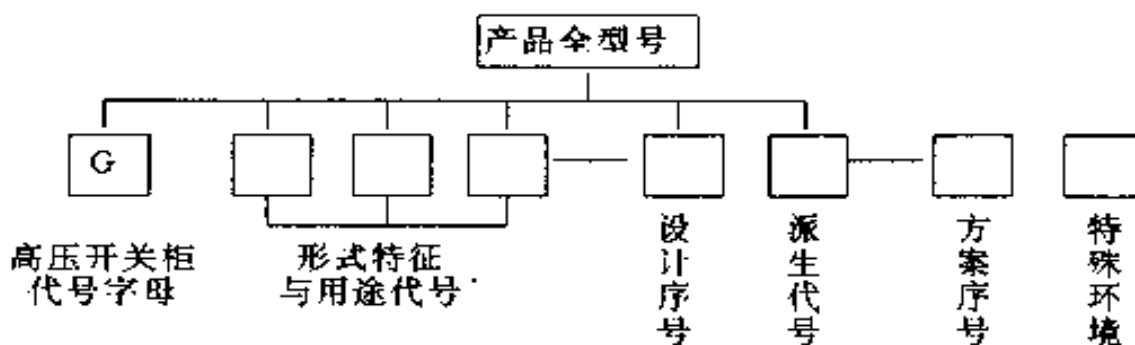 产品全型号
G
高压开关柜
代号字母
形式特征
与用途代号
设计序号
派生代号
方案序号
特殊环境